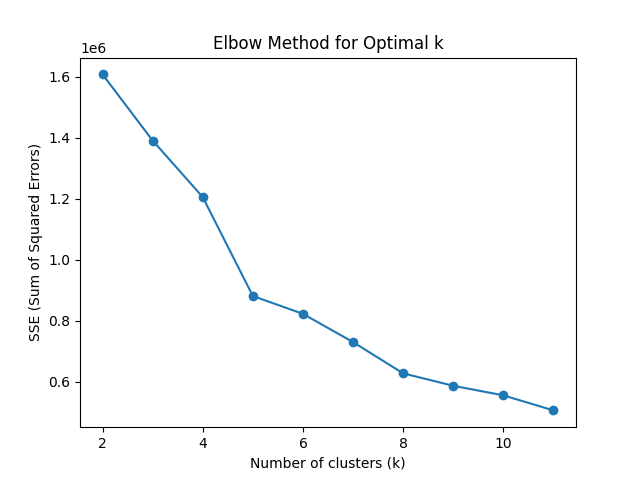 Elbow Method for Optimal k
1e6
1.6
1.4
1.2
1.0
0.8
0.6
SSE (Sum of Squared Errors)
2
4
6
8
10
Number of clusters (k)